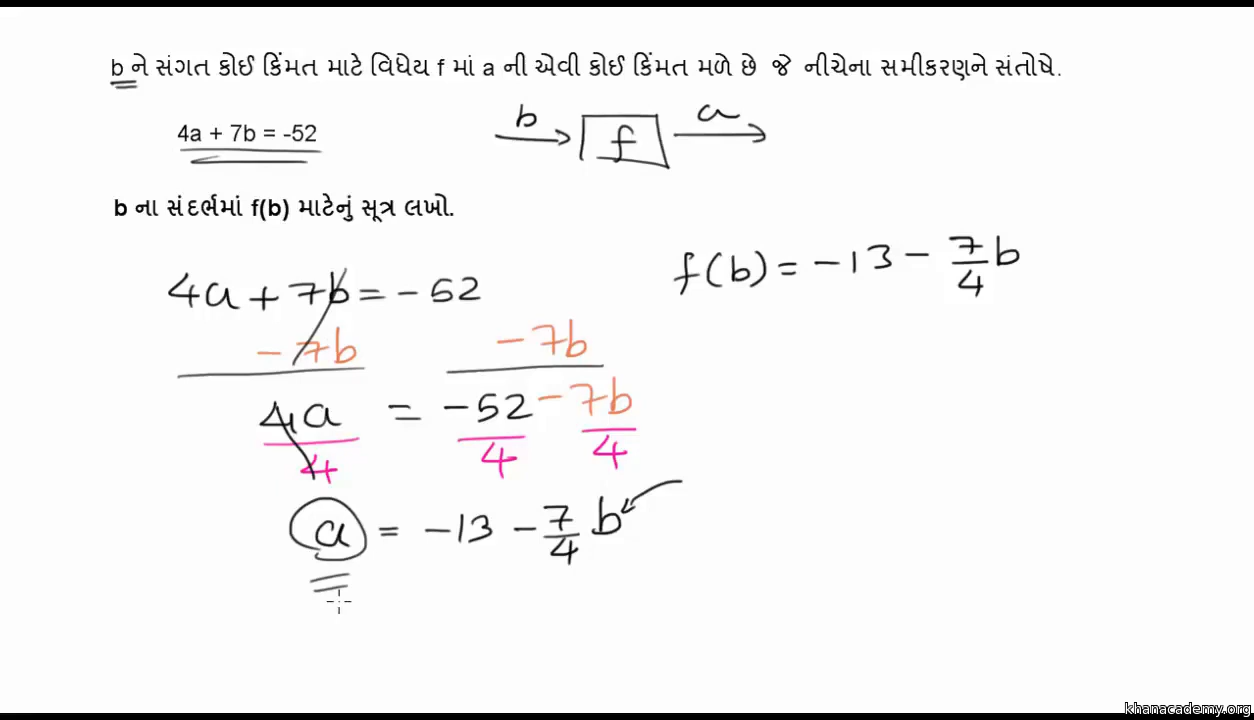 b ને સંગત કોઈ કિંમત માટે વિધેય f માં a ની એવી કોઈ કિંમત મળે છે જે નીચેના સમીકરણને સંતોષે.
4a + 7b = -52
b f a
b ના સંદર્ભમાં f(b) માટેનું સૂત્ર લખો.
f(b) = -13 - 7/4 b
4a + 7b = -52
-7b -7b
4a = -52 - 7b
4 4 4
a = -13 - 7/4 b
khanacademy.org